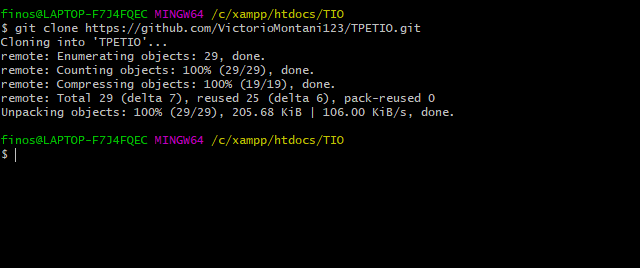 finos@LAPTOP-F7J4FQEC MINGW64 /c/xampp/htdocs/TIO
$ git clone https://github.com/VictorioMontani123/TPETIO.git
Cloning into 'TPETIO'...
remote: Enumerating objects: 29, done.
remote: Counting objects: 100% (29/29), done.
remote: Compressing objects: 100% (19/19), done.
remote: Total 29 (delta 7), reused 25 (delta 6), pack-reused 0
Unpacking objects: 100% (29/29), 205.68 KiB | 106.00 KiB/s, done.
finos@LAPTOP-F7J4FQEC MINGW64 /c/xampp/htdocs/TIO
$